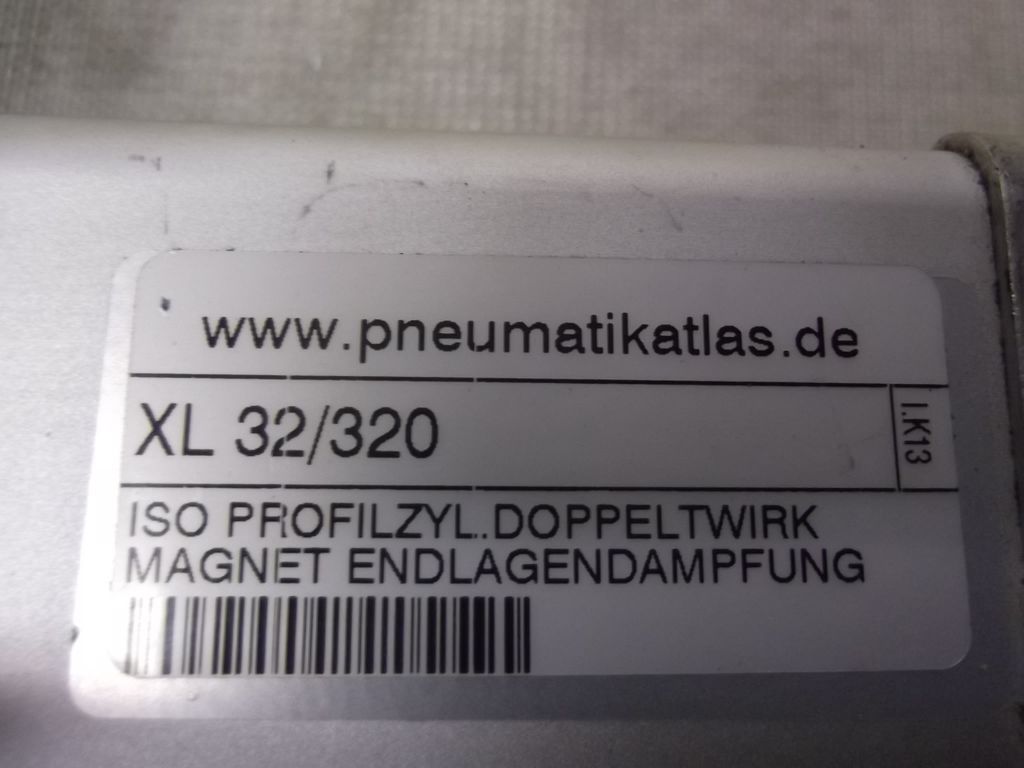 www.pneumatikatlas.de
XL 32/320
I.K13
ISO PROFILZYL..DOPPELTWIRK
MAGNET ENDLAGENDAMPFUNG